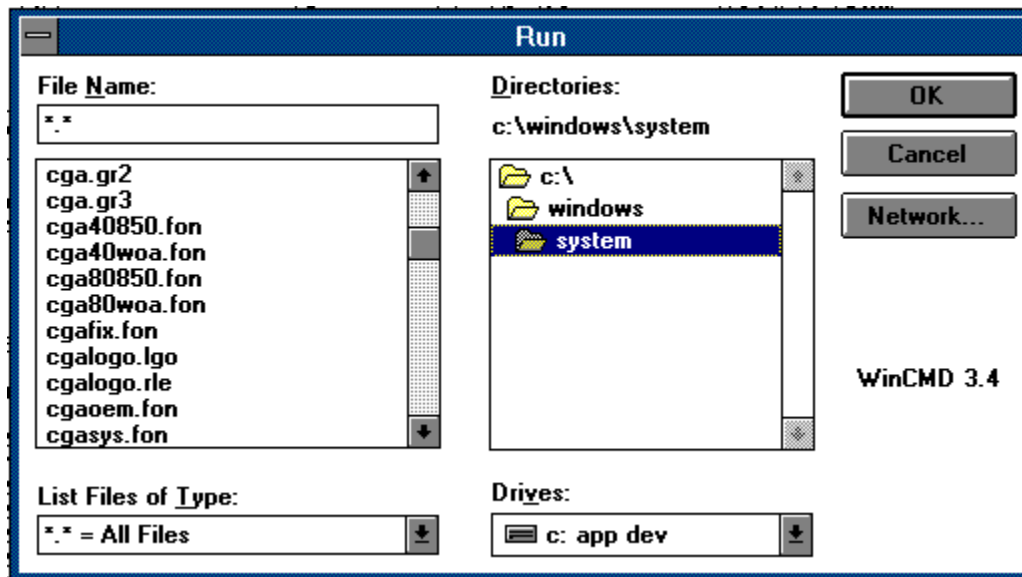 Run
File Name:
*.*
cga.gr2
cga.gr3
cga40850.fon
cga40woa.fon
cga80850.fon
cga80woa.fon
cgafix.fon
cgalogo.lgo
cgalogo.rle
cgaoem.fon
cgasys.fon
List Files of Type:
*.* = All Files
Directories:
c:\windows\system
c:\
windows
system
Drives:
c: app dev
OK
Cancel
Network...
WinCMD 3.4